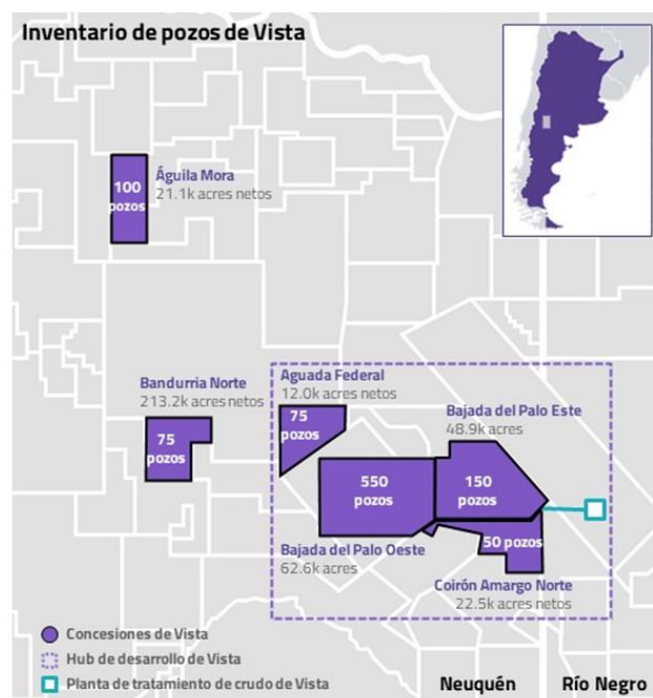 Inventario de pozos de Vista
100
pozos
Águila Mora
21.1k acres netos
Bandurria Norte
213.2k acres netos
75
pozos
Aguada Federal
12.0k acres netos
75
pozos
Bajada del Palo Este
48.9k acres
550
pozos
150
pozos
Bajada del Palo Oeste
62.6k acres
50 pozos
Coirón Amargo Norte
22.5k acres netos
Concesiones de Vista
Hub de desarrollo de Vista
Planta de tratamiento de crudo de Vista
Neuquén
Río Negro